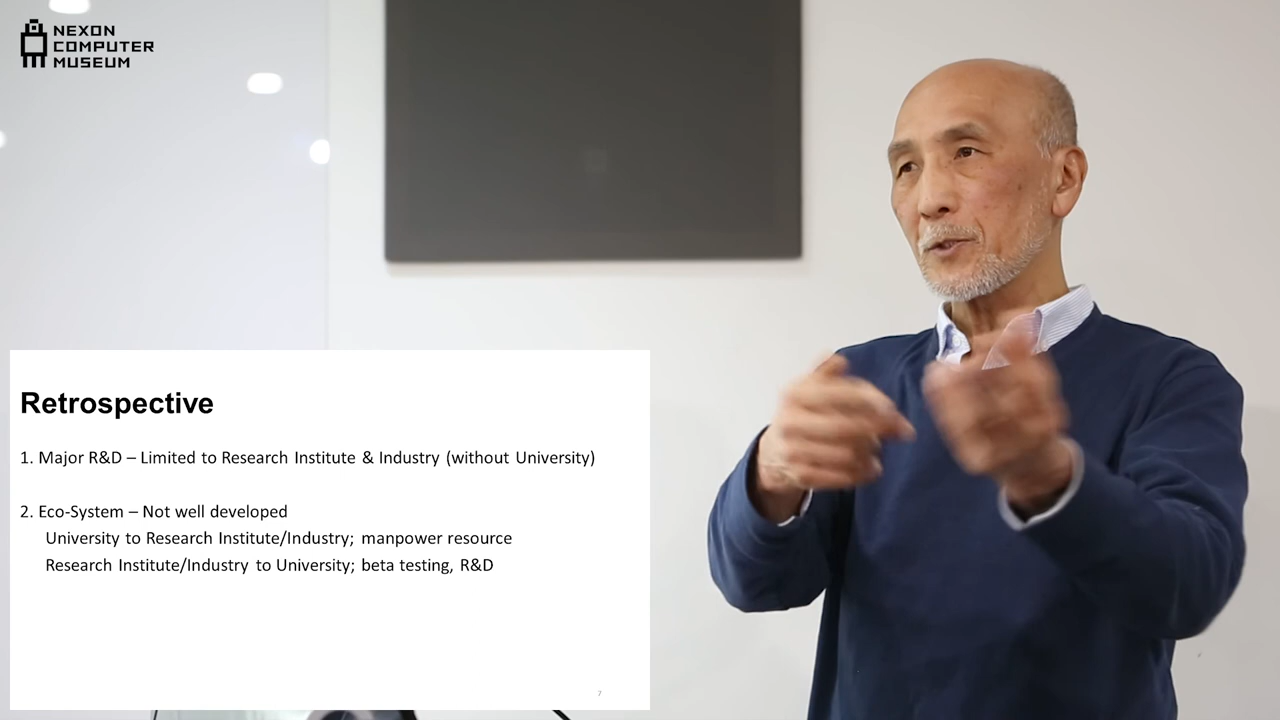 NEXON
COMPUTER
MUSEUM
Retrospective
1. Major R&D – Limited to Research Institute & Industry (without University)
2. Eco-System – Not well developed
University to Research Institute/Industry; manpower resource
Research Institute/Industry to University; beta testing, R&D
7